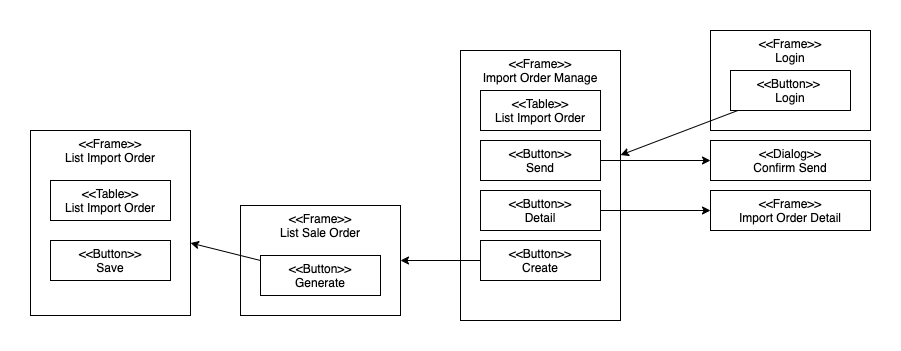 <<Frame>>
List Import Order
<<Table>>
List Import Order
<<Button>>
Save
<<Frame>>
List Sale Order
<<Button>>
Generate
<<Frame>>
Import Order Manage
<<Table>>
List Import Order
<<Button>>
Send
<<Button>>
Detail
<<Button>>
Create
<<Frame>>
Login
<<Button>>
Login
<<Dialog>>
Confirm Send
<<Frame>>
Import Order Detail